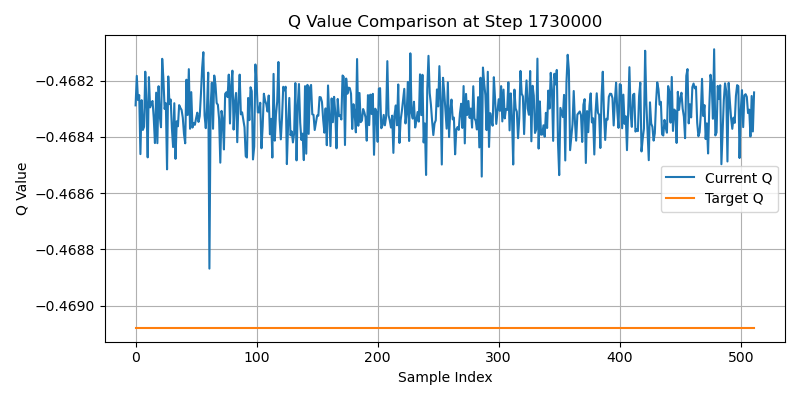 Q Value Comparison at Step 1730000
Q Value
−0.4682
−0.4684
−0.4686
−0.4688
−0.4690
Current Q
Target Q
0
100
200
300
400
500
Sample Index